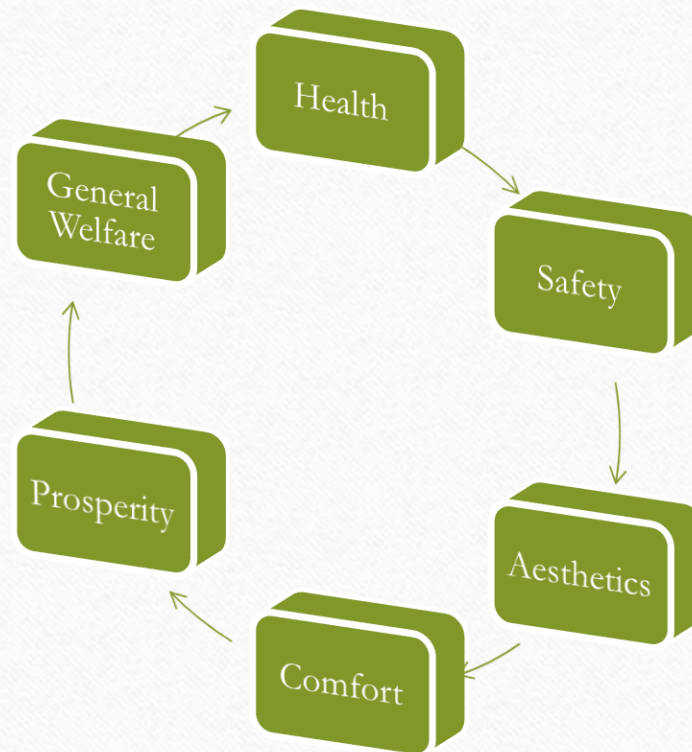 Health
Safety
Aesthetics
Comfort
Prosperity
General
Welfare